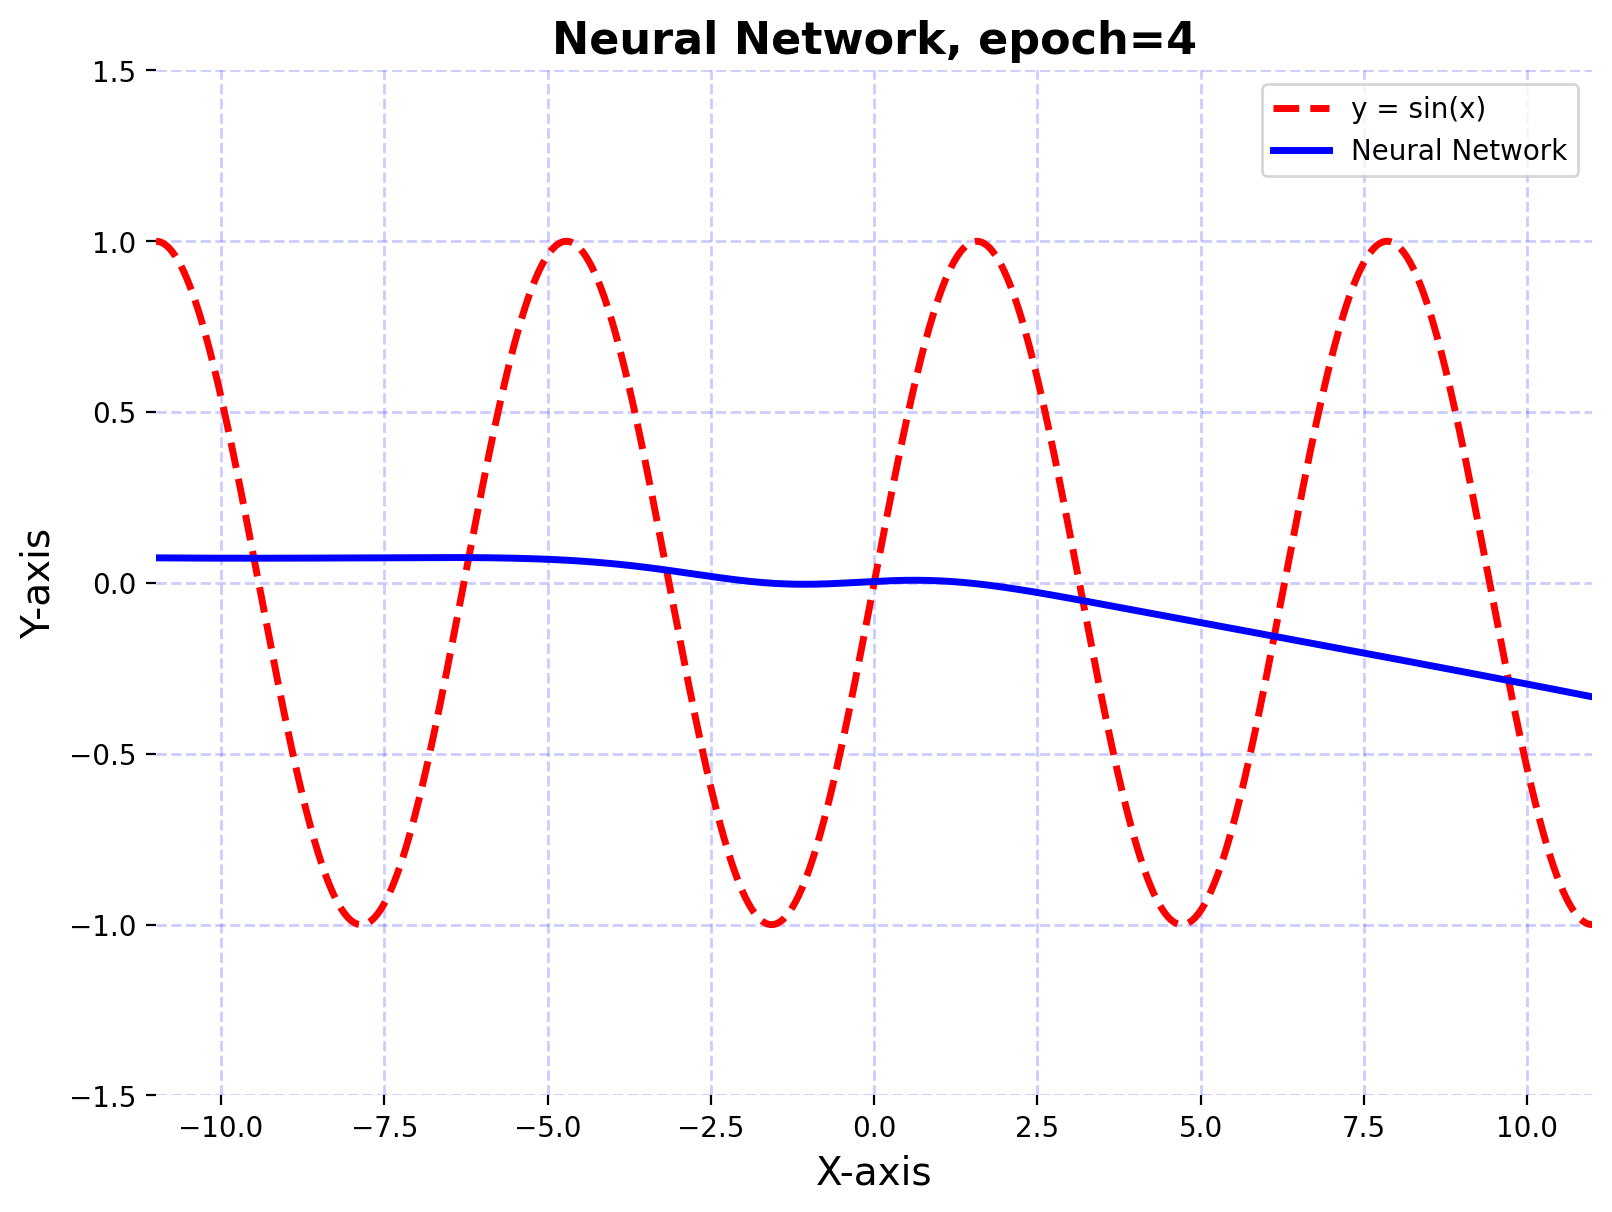 Neural Network, epoch=4
y = sin(x)
Neural Network
1.5
1.0
0.5
0.0
−0.5
−1.0
−1.5
Y-axis
−10.0 −7.5 −5.0 −2.5 0.0 2.5 5.0 7.5 10.0
X-axis